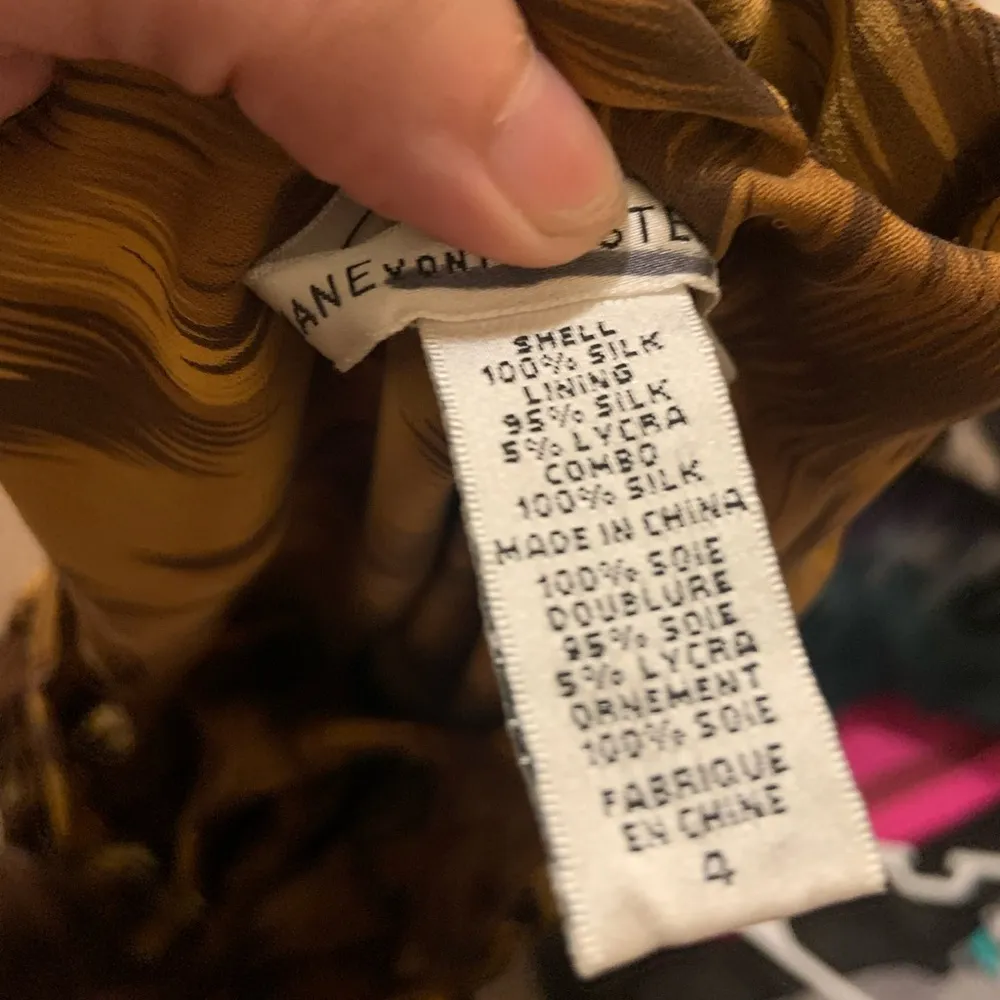 ANE VON STE
SHELL
100% SILK
LINING
95% SILK
5% LYCRA
COMBO
100% SILK
MADE IN CHINA
100% SOIE
DOUBLURE
95% SOIE
5% LYCRA
ORNEMENT
100% SOIE
FABRIQUE
EN CHINE
4